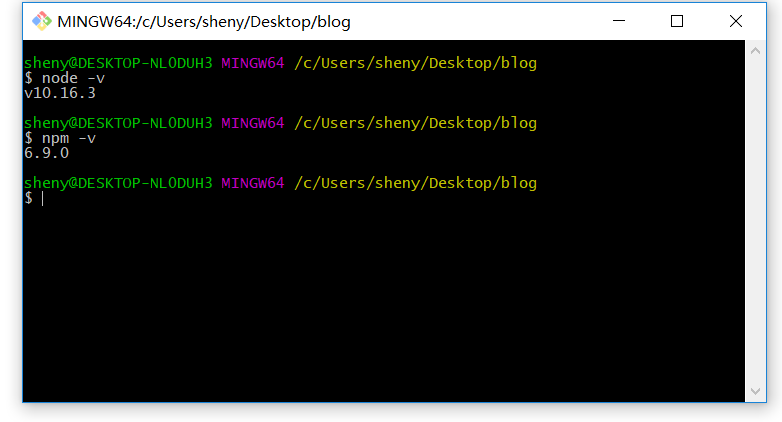 MINGW64:/c/Users/sheny/Desktop/blog
sheny@DESKTOP-NL0DUH3 MINGW64 /c/Users/sheny/Desktop/blog
$ node -v
v10.16.3
sheny@DESKTOP-NL0DUH3 MINGW64 /c/Users/sheny/Desktop/blog
$ npm -v
6.9.0
sheny@DESKTOP-NL0DUH3 MINGW64 /c/Users/sheny/Desktop/blog
$